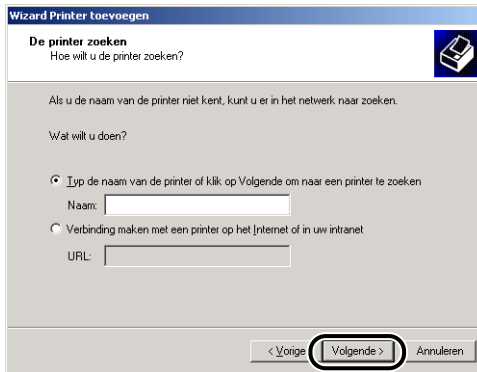 Wizard Printer toevoegen
De printer zoeken
Hoe wilt u de printer zoeken?
Als u de naam van de printer niet kent, kunt u er in het netwerk naar zoeken.
Wat wilt u doen?
Typ de naam van de printer of klik op Volgende om naar een printer te zoeken
Naam:
Verbinding maken met een printer op het Internet of in uw intranet
URL:
< Vorige Volgende > Annuleren